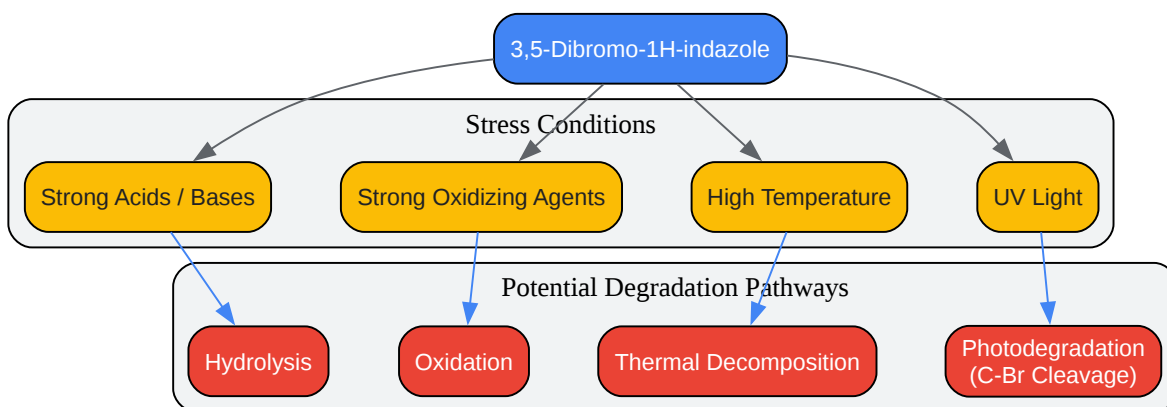 3,5-Dibromo-1H-indazole
Stress Conditions
Strong Acids / Bases
Strong Oxidizing Agents
High Temperature
UV Light
Potential Degradation Pathways
Hydrolysis
Oxidation
Thermal Decomposition
Photodegradation
(C-Br Cleavage)